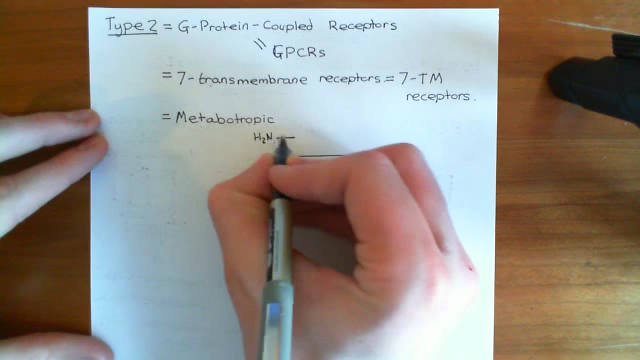 Type 2 = G-Protein-Coupled Receptors
= GPCRs
= 7-transmembrane receptors = 7-TM
receptors.
= Metabotropic
H₂N